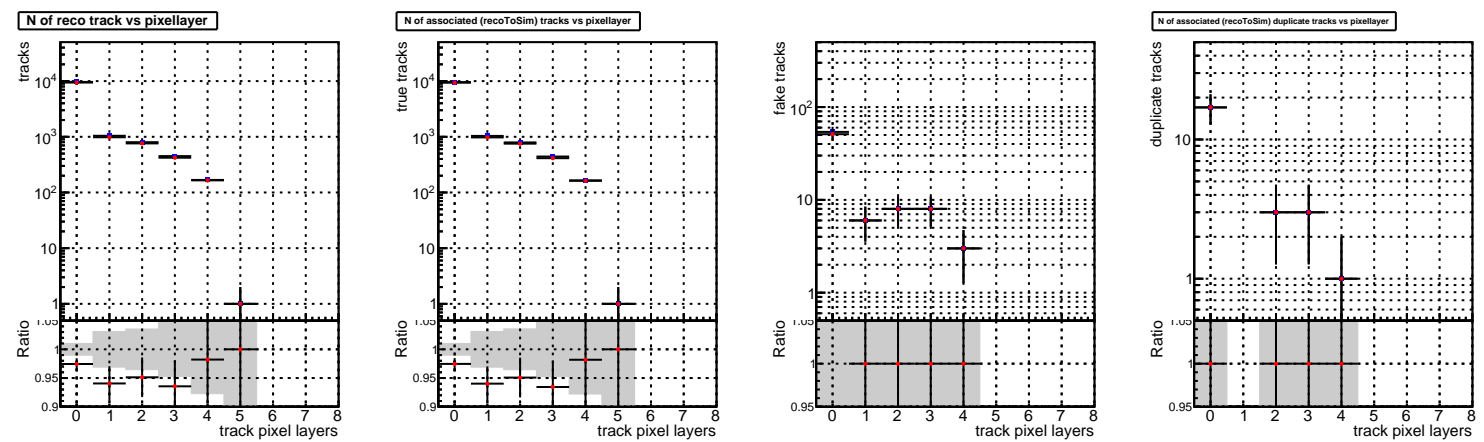 N of reco track vs pixellayer
tracks
10^4
10^3
10^2
10
1
Ratio
1.05
1
0.95
0.9
0 1 2 3 4 5 6 7 8
track pixel layers
N of associated (recoToSim) tracks vs pixellayer
true tracks
10^4
10^3
10^2
10
1
Ratio
1.05
1
0.95
0.9
0 1 2 3 4 5 6 7 8
track pixel layers
fake tracks
10^2
10
1
Ratio
1.05
1
0.95
0 1 2 3 4 5 6 7 8
track pixel layers
N of associated (recoToSim) duplicate tracks vs pixellayer
duplicate tracks
10
1
Ratio
1.05
1
0.95
0 1 2 3 4 5 6 7 8
track pixel layers